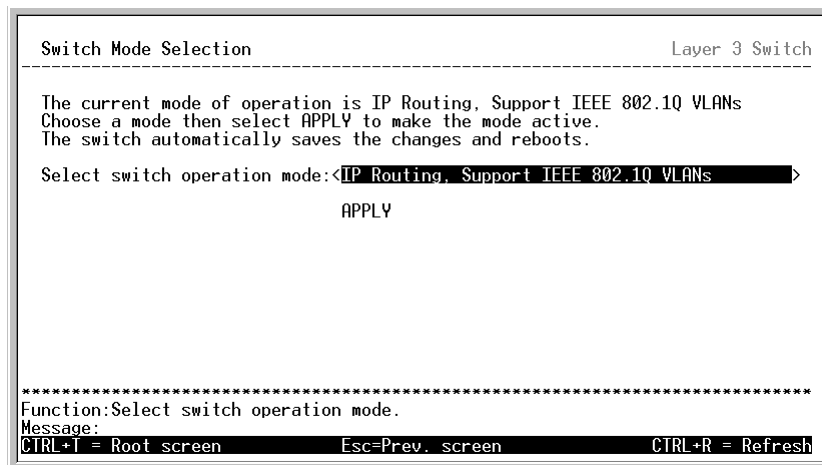 Switch Mode Selection Layer 3 Switch
--------------------------------------------------------------------------------
The current mode of operation is IP Routing, Support IEEE 802.1Q VLANs
Choose a mode then select APPLY to make the mode active.
The switch automatically saves the changes and reboots.
Select switch operation mode:<IP Routing, Support IEEE 802.1Q VLANs >
APPLY
********************************************************************************
Function:Select switch operation mode.
Message:
CTRL+T = Root screen Esc=Prev. screen CTRL+R = Refresh